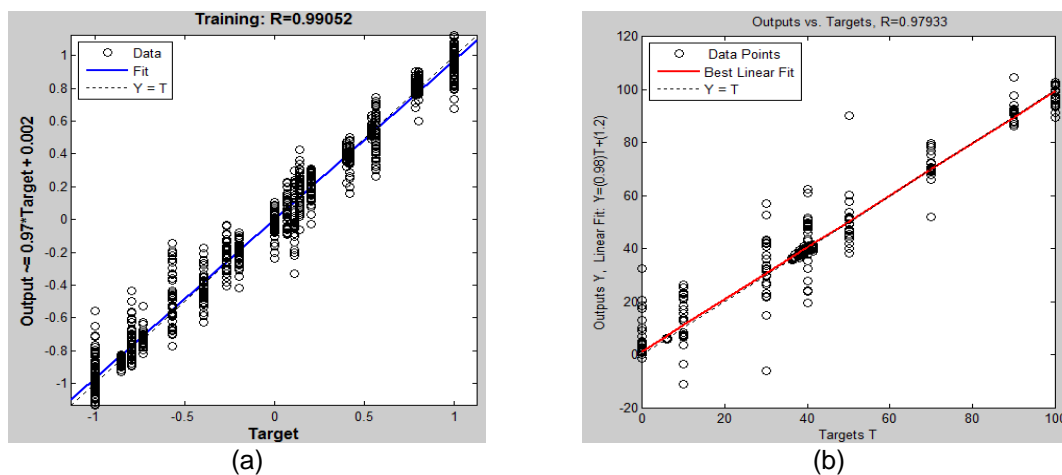 Training: R=0.99052
Data
Fit
Y = T
1
0.8
0.6
0.4
0.2
0
-0.2
-0.4
-0.6
-0.8
-1
-1
-0.5
0
0.5
1
Output ~= 0.97*Target + 0.002
Target
(a)
Outputs vs. Targets, R=0.97933
Data Points
Best Linear Fit
Y = T
120
100
80
60
40
20
0
-20
0
20
40
60
80
100
Outputs Y, Linear Fit: Y=(0.98)T+(1.2)
Targets T
(b)